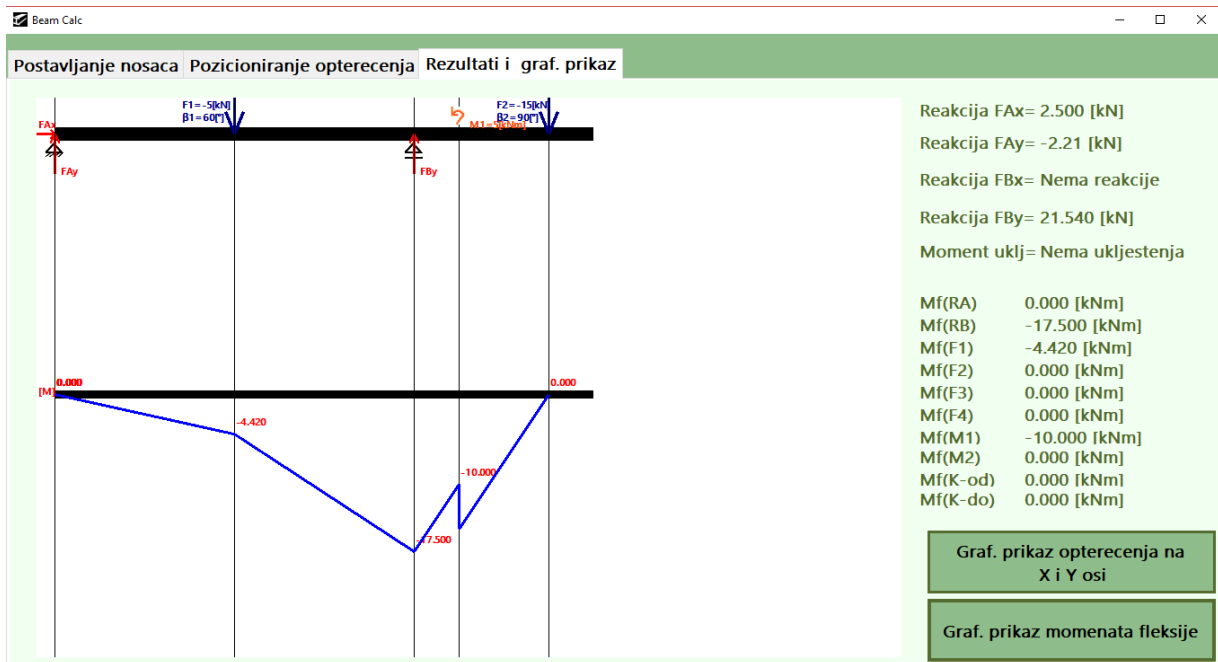 Beam Calc
Postavljanje nosaca Pozicioniranje opterecenja Rezultati i graf. prikaz
F1=-5[kN]
β1=60[°]
F2=-15[kN
β2=90[°]
M1=5[kNm]
FAx
FAy
FBy
Reakcija FAx= 2.500 [kN]
Reakcija FAy= -2.21 [kN]
Reakcija FBx= Nema reakcije
Reakcija FBy= 21.540 [kN]
Moment uklj= Nema ukljestenja
[M]
0.000
0.000
-4.420
-10.000
-17.500
Mf(RA) 0.000 [kNm]
Mf(RB) -17.500 [kNm]
Mf(F1) -4.420 [kNm]
Mf(F2) 0.000 [kNm]
Mf(F3) 0.000 [kNm]
Mf(F4) 0.000 [kNm]
Mf(M1) -10.000 [kNm]
Mf(M2) 0.000 [kNm]
Mf(K-od) 0.000 [kNm]
Mf(K-do) 0.000 [kNm]
Graf. prikaz opterecenja na
X i Y osi
Graf. prikaz momenata fleksije